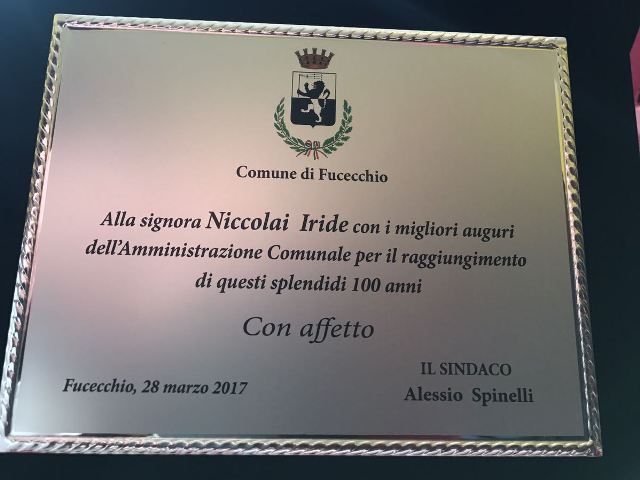 Comune di Fucecchio
Alla signora Niccolai Iride con i migliori auguri
dell'Amministrazione Comunale per il raggiungimento
di questi splendidi 100 anni
Con affetto
IL SINDACO
Fucecchio, 28 marzo 2017
Alessio Spinelli